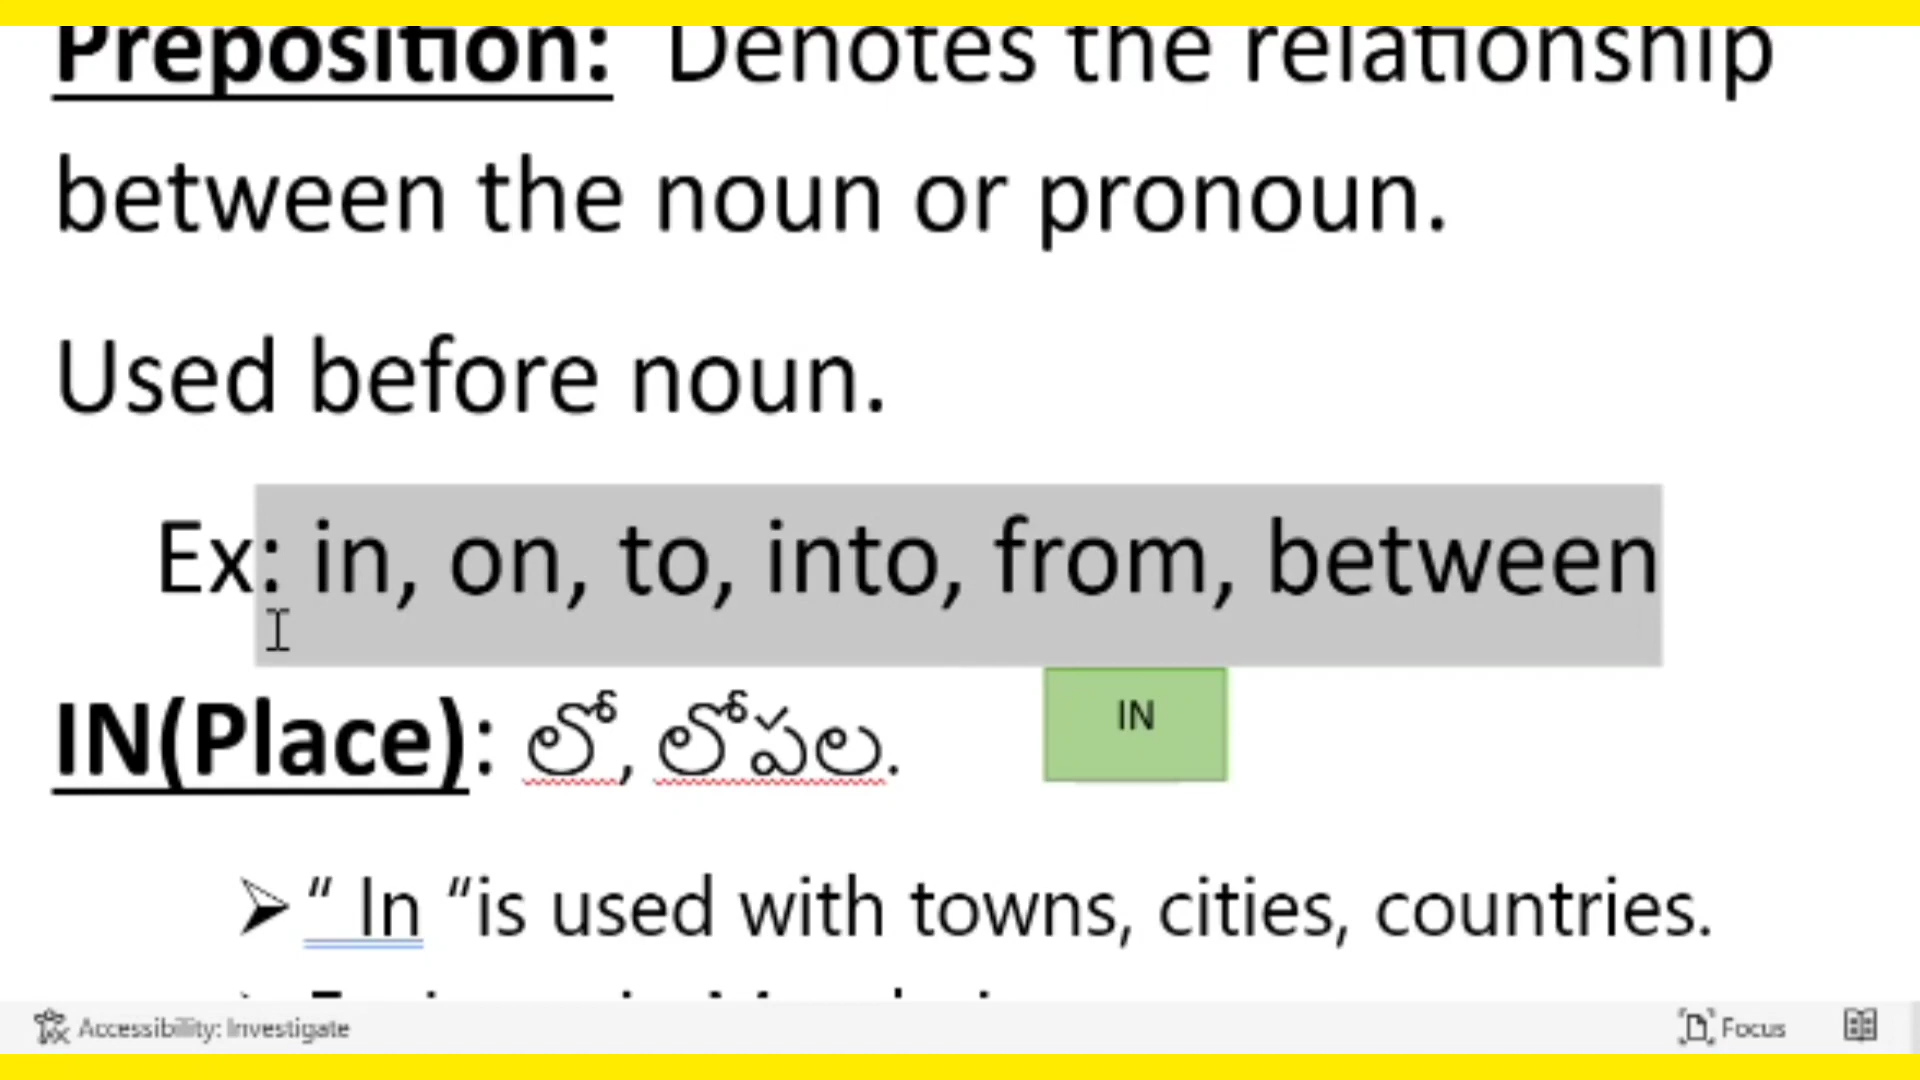 Preposition: Denotes the relationship
between the noun or pronoun.
Used before noun.
Ex: in, on, to, into, from, between
IN(Place): లో, లోపల.
IN
“ In “is used with towns, cities, countries.
Accessibility: Investigate
Focus